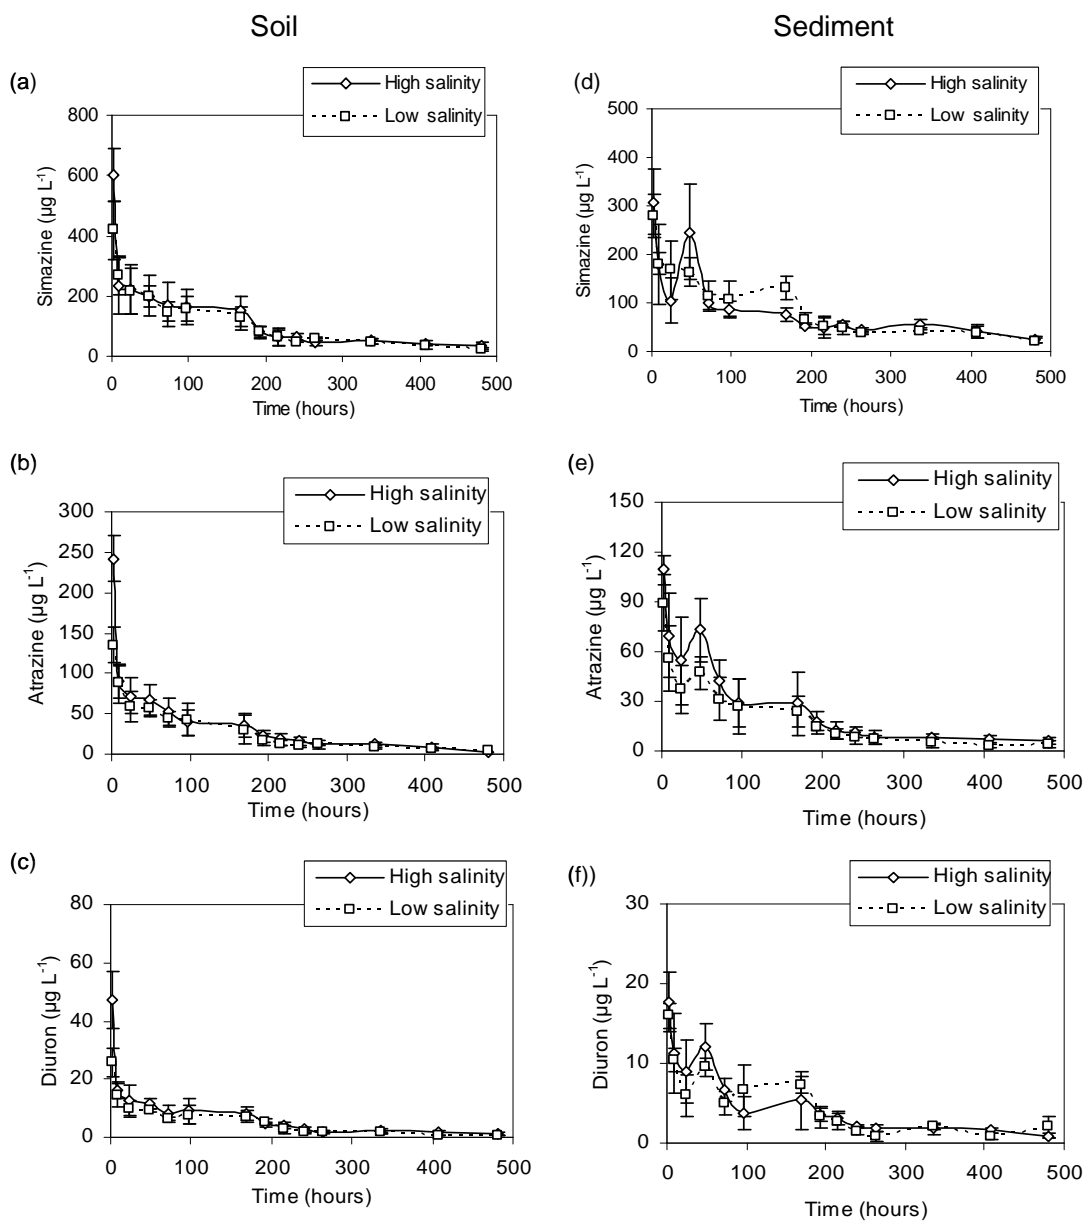 Soil
Sediment
(a)
High salinity
Low salinity
800
600
400
200
0
Simazine (µg L-1)
0 100 200 300 400 500
Time (hours)
(d)
High salinity
Low salinity
500
400
300
200
100
0
Simazine (µg L-1)
0 100 200 300 400 500
Time (hours)
(b)
High salinity
Low salinity
300
250
200
150
100
50
0
Atrazine (µg L-1)
0 100 200 300 400 500
Time (hours)
(e)
High salinity
Low salinity
150
120
90
60
30
0
Atrazine (µg L-1)
0 100 200 300 400 500
Time (hours)
(c)
High salinity
Low salinity
80
60
40
20
0
Diuron (µg L-1)
0 100 200 300 400 500
Time (hours)
(f))
High salinity
Low salinity
30
20
10
0
Diuron (µg L-1)
0 100 200 300 400 500
Time (hours)